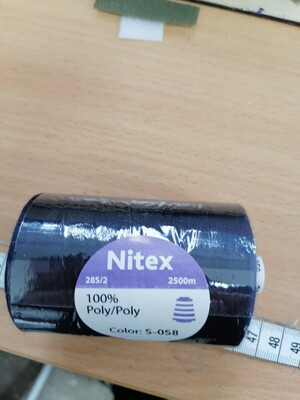 Nitex
28S/2 2500m
100%
Poly/Poly
Color: S-058
47 48 49